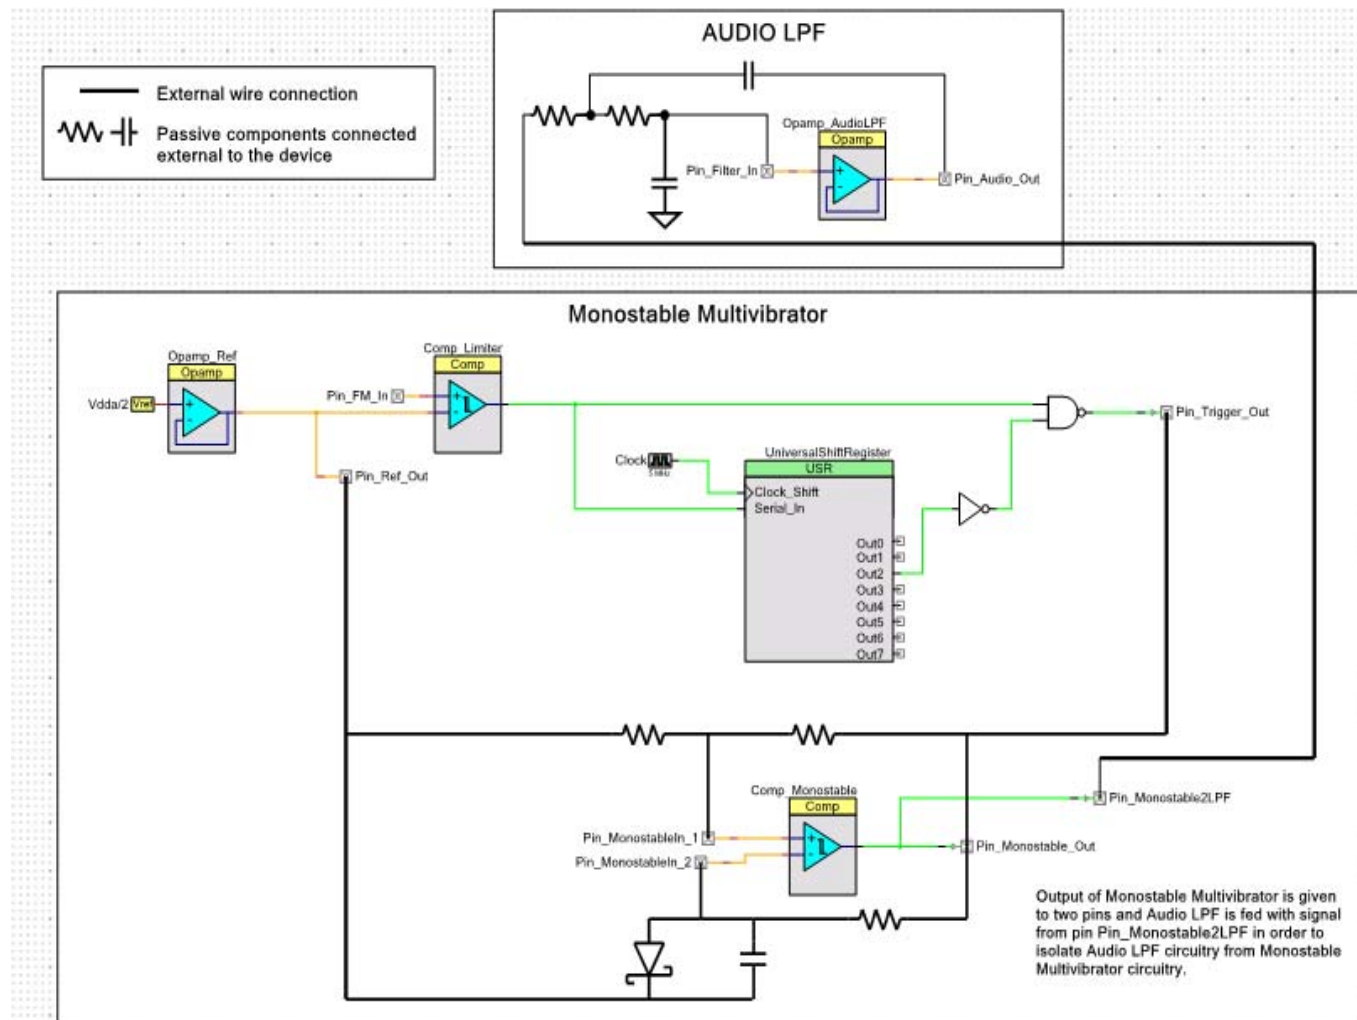 AUDIO LPF
External wire connection
Passive components connected
external to the device
Opamp_AudioLPF
Opamp
Pin_Filter_In
Pin_Audio_Out
Monostable Multivibrator
Opamp_Ref
Opamp
Vdda/2
Vref
Pin_Ref_Out
Comp_Limiter
Comp
Pin_FM_In
Pin_Trigger_Out
Clock
UniversalShiftRegister
USR
Clock_Shift
Serial_In
Out0
Out1
Out2
Out3
Out4
Out5
Out6
Out7
Comp_Monostable
Comp
Pin_MonostableIn_1
Pin_MonostableIn_2
Pin_Monostable2LPF
Pin_Monostable_Out
Output of Monostable Multivibrator is given
to two pins and Audio LPF is fed with signal
from pin Pin_Monostable2LPF in order to
isolate Audio LPF circuitry from Monostable
Multivibrator circuitry.